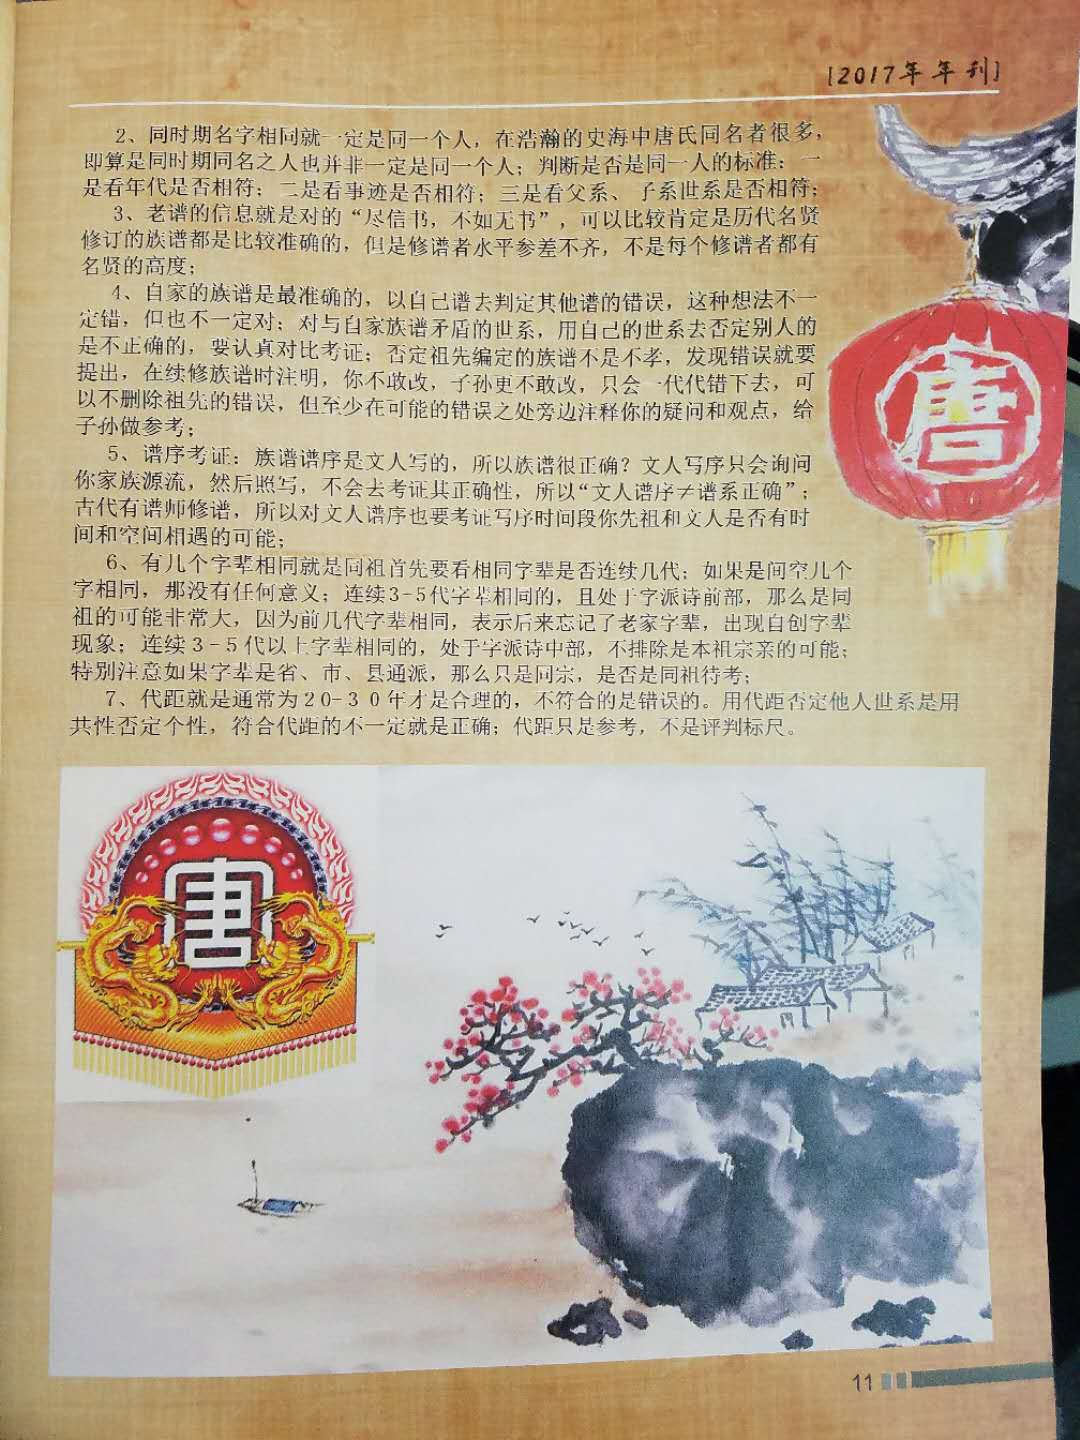 [2017年年刊]
2、同时期名字相同就一定是同一个人，在浩瀚的史海中唐氏同名者很多，
即算是同时期同名之人也并非一定是同一个人；判断是否是同一人的标准：一
是看年代是否相符；二是看事迹是否相符；三是看父系、子系世系是否相符；
3、老谱的信息就是对的“尽信书，不如无书”，可以比较肯定是历代名贤
修订的族谱都是比较准确的，但是修谱者水平参差不齐，不是每个修谱者都有
名贤的高度；
4、自家的族谱是最准确的，以自己谱去判定其他谱的错误，这种想法不一
定错，但也不一定对；对与自家族谱矛盾的世系，用自己的世系去否定别人的
是不正确的，要认真对比考证；否定祖先编定的族谱不是不孝，发现错误就要
提出，在续修族谱时注明，你不敢改，子孙更不敢改，只会一代代错下去，可
以不删除祖先的错误，但至少在可能的错误之处旁边注释你的疑问和观点，给
子孙做参考；
5、谱序考证：族谱谱序是文人写的，所以族谱很正确？文人写序只会询问
你家族源流，然后照写，不会去考证其正确性，所以“文人谱序≠谱系正确”；
古代有谱师修谱，所以对文人谱序也要考证写序时间段你先祖和文人是否有时
间和空间相遇的可能；
6、有几个字辈相同就是同祖首先要看相同字辈是否连续几代；如果是间空几个
字相同，那没有任何意义；连续3-5代字辈相同的，且处于字派诗前部，那么是同
祖的可能非常大，因为前几代字辈相同，表示后来忘记了老家字辈，出现自创字辈
现象；连续3-5代以上字辈相同的，处于字派诗中部，不排除是本祖宗亲的可能；
特别注意如果字辈是省、市、县通派，那么只是同宗，是否是同祖待考；
7、代距就是通常为20-30年才是合理的，不符合的是错误的。用代距否定他人世系是用
共性否定个性，符合代距的不一定就是正确；代距只是参考，不是评判标尺。
唐
唐
11